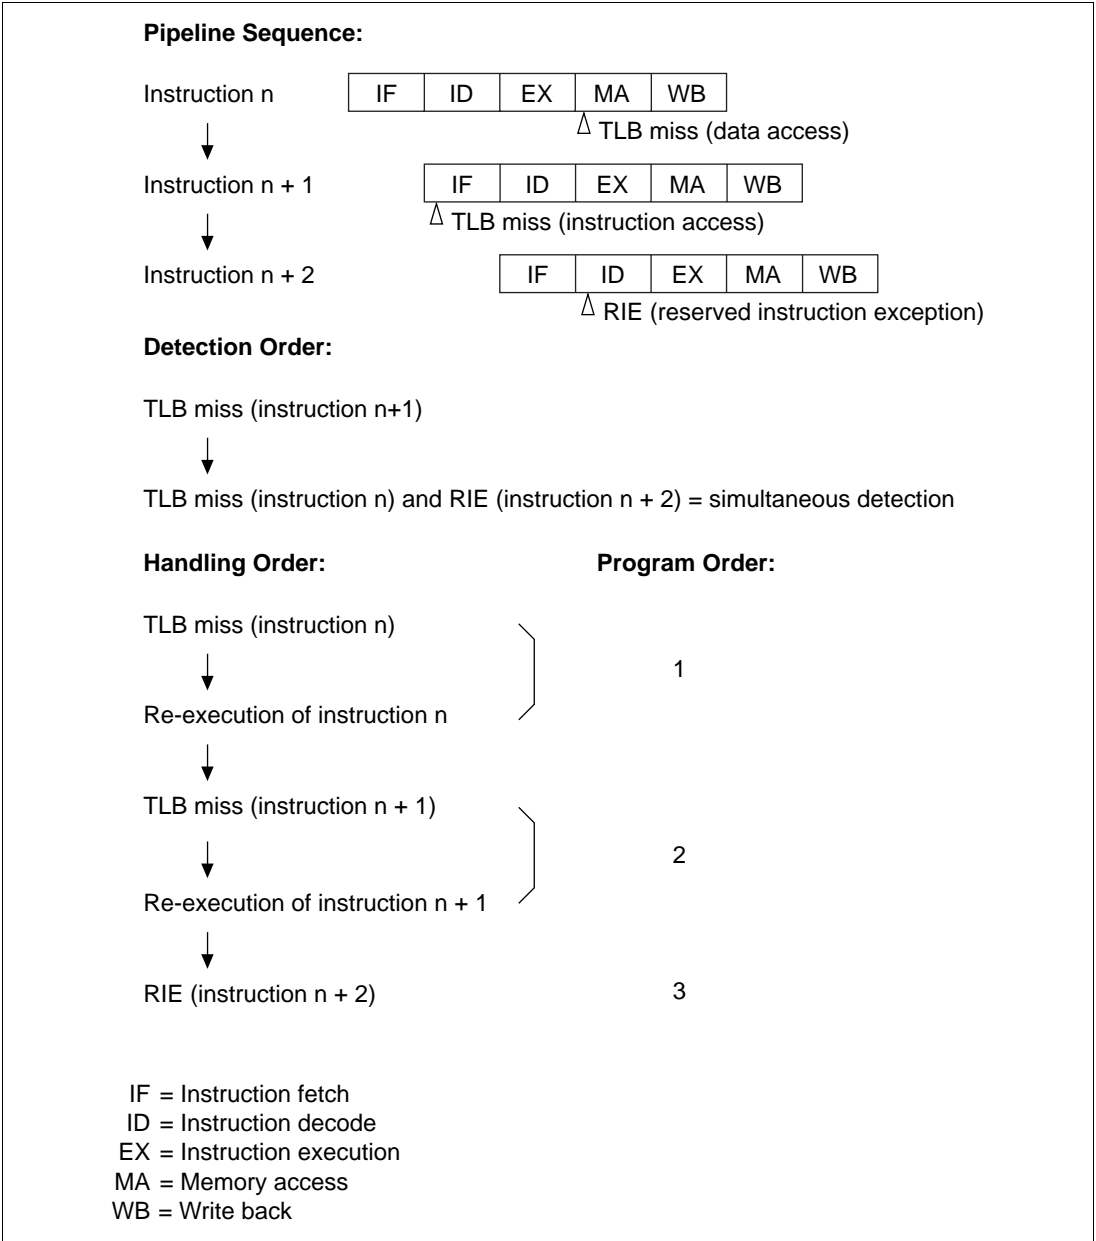 Pipeline Sequence:
Instruction n IF ID EX MA WB
TLB miss (data access)
Instruction n + 1 IF ID EX MA WB
TLB miss (instruction access)
Instruction n + 2 IF ID EX MA WB
RIE (reserved instruction exception)
Detection Order:
TLB miss (instruction n+1)
TLB miss (instruction n) and RIE (instruction n + 2) = simultaneous detection
Handling Order: Program Order:
TLB miss (instruction n)
1
Re-execution of instruction n
TLB miss (instruction n + 1)
2
Re-execution of instruction n + 1
RIE (instruction n + 2) 3
IF = Instruction fetch
ID = Instruction decode
EX = Instruction execution
MA = Memory access
WB = Write back